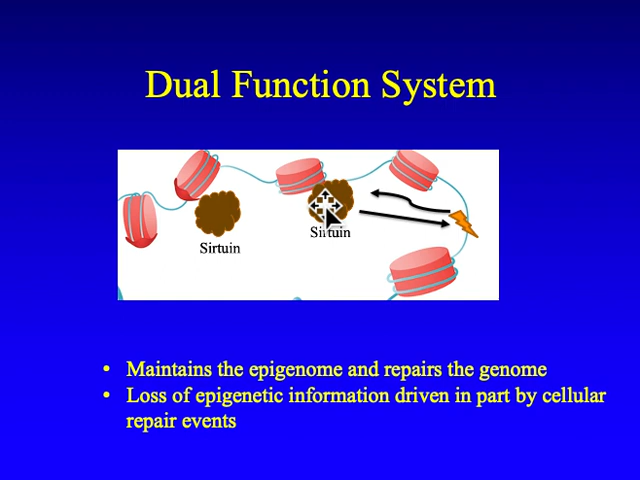 Dual Function System
Sirtuin
Sirtuin
• Maintains the epigenome and repairs the genome
• Loss of epigenetic information driven in part by cellular
repair events